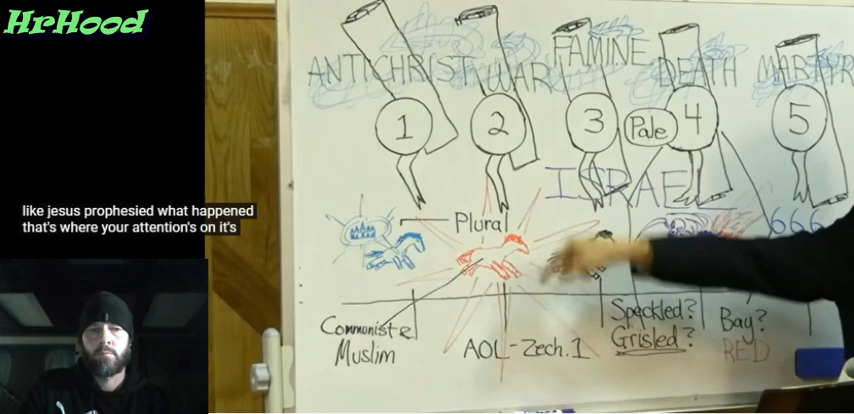 HrHood
ANTICHRIST WAR FAMINE DEATH MARTYR
1 2 3 Pale 4 5
ISRAE
like jesus prophesied what happened
that's where your attention's on it's
Plural
666
Communist
Muslim
AOL-Zech.1
Speckled?
Grisled?
Bay?
RED